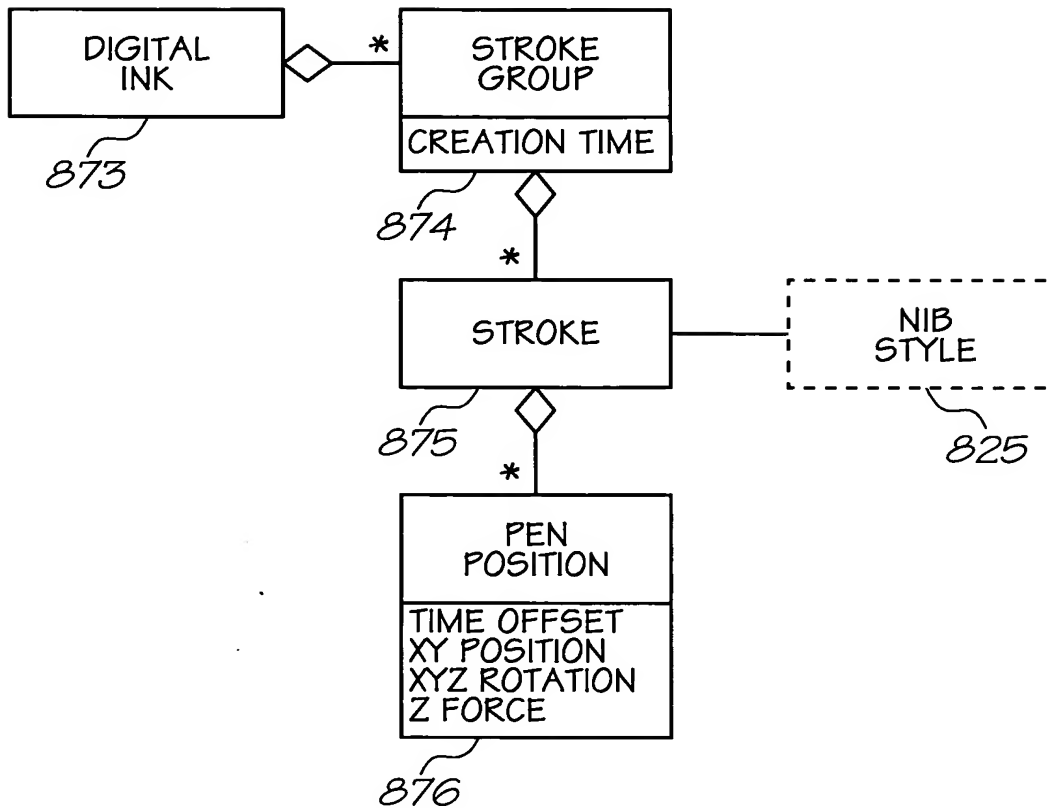 DIGITAL
INK
873
*
STROKE
GROUP
CREATION TIME
874
*
STROKE
875
NIB
STYLE
825
*
PEN
POSITION
TIME OFFSET
XY POSITION
XYZ ROTATION
Z FORCE
876